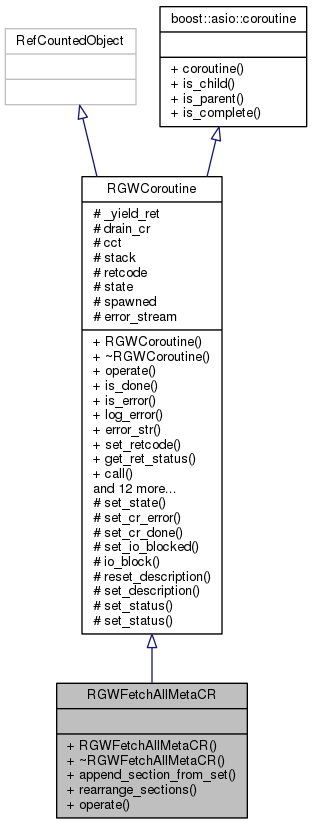 RefCountedObject
boost::asio::coroutine
+ coroutine()
+ is_child()
+ is_parent()
+ is_complete()
RGWCoroutine
# _yield_ret
# drain_cr
# cct
# stack
# retcode
# state
# spawned
# error_stream
+ RGWCoroutine()
+ ~RGWCoroutine()
+ operate()
+ is_done()
+ is_error()
+ log_error()
+ error_str()
+ set_retcode()
+ get_ret_status()
+ call()
and 12 more...
# set_state()
# set_cr_error()
# set_cr_done()
# set_io_blocked()
# io_block()
# reset_description()
# set_description()
# set_status()
# set_status()
RGWFetchAllMetaCR
+ RGWFetchAllMetaCR()
+ ~RGWFetchAllMetaCR()
+ append_section_from_set()
+ rearrange_sections()
+ operate()